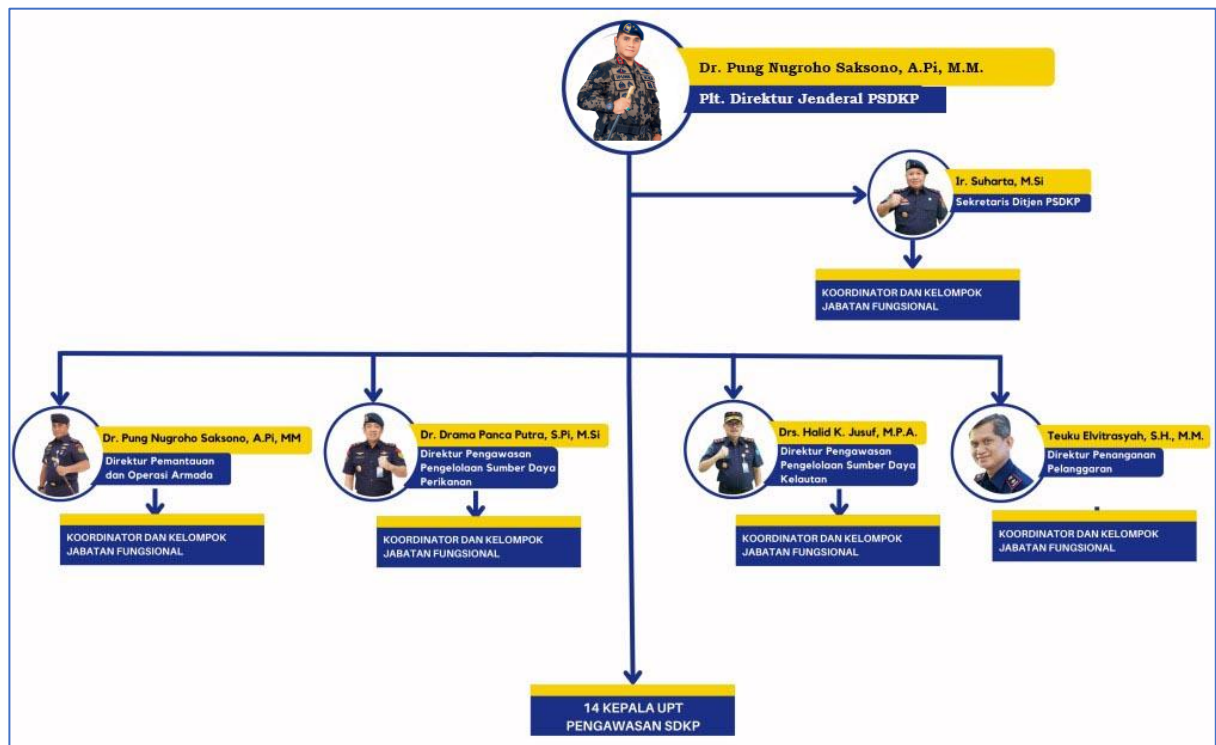 Dr. Pung Nugroho Saksono, A.Pi, M.M.
Plt. Direktur Jenderal PSDKP
Ir. Suharta, M.Si
Sekretaris Ditjen PSDKP
KOORDINATOR DAN KELOMPOK
JABATAN FUNGSIONAL
Dr. Pung Nugroho Saksono, A.Pi, MM
Direktur Pemantauan
dan Operasi Armada
KOORDINATOR DAN KELOMPOK
JABATAN FUNGSIONAL
Dr. Drama Panca Putra, S.Pi, M.Si
Direktur Pengawasan
Pengelolaan Sumber Daya
Perikanan
KOORDINATOR DAN KELOMPOK
JABATAN FUNGSIONAL
Drs. Halid K. Jusuf, M.P.A.
Direktur Pengawasan
Pengelolaan Sumber Daya
Kelautan
KOORDINATOR DAN KELOMPOK
JABATAN FUNGSIONAL
Teuku Elvitrasyah, S.H., M.M.
Direktur Penanganan
Pelanggaran
KOORDINATOR DAN KELOMPOK
JABATAN FUNGSIONAL
14 KEPALA UPT
PENGAWASAN SDKP